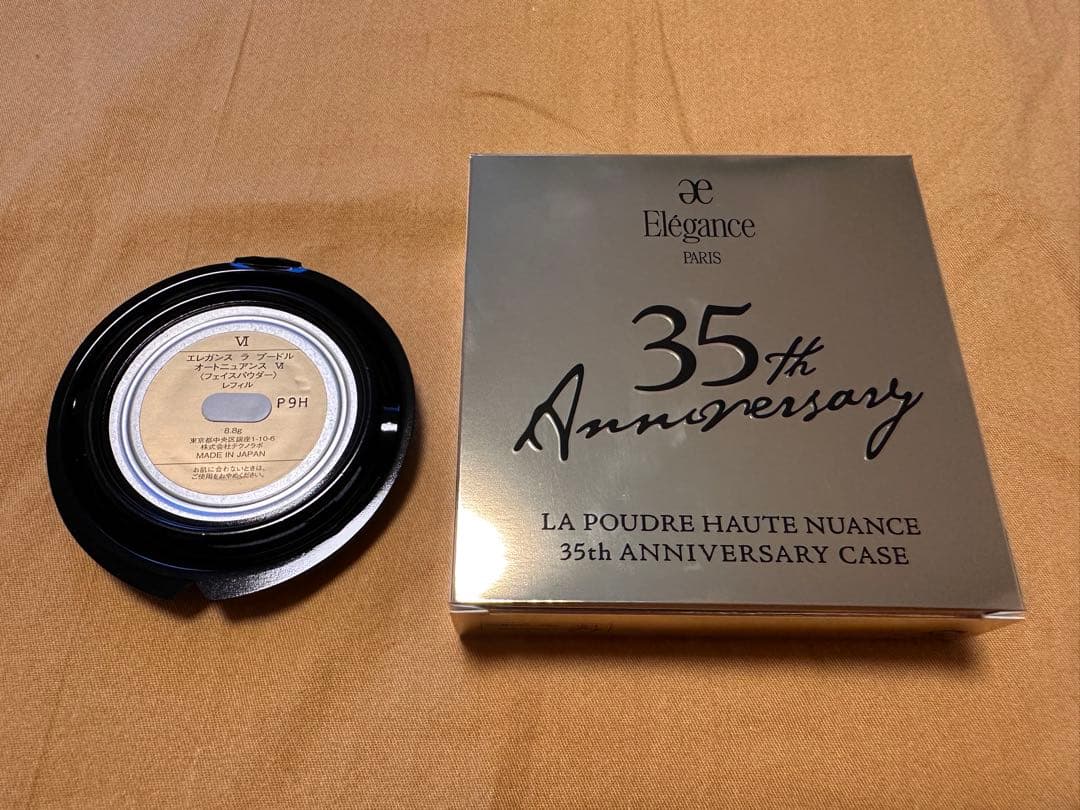 VI
エレガンス ラ プードル
オートニュアンス VI
〈フェイスパウダー〉
レフィル
P9H
8.8g
東京都中央区銀座1-10-6
株式会社テクノラボ
MADE IN JAPAN
お肌に合わないときは、
ご使用をおやめください。
æ
Elégance
PARIS
35th
Anniversary
LA POUDRE HAUTE NUANCE
35th ANNIVERSARY CASE